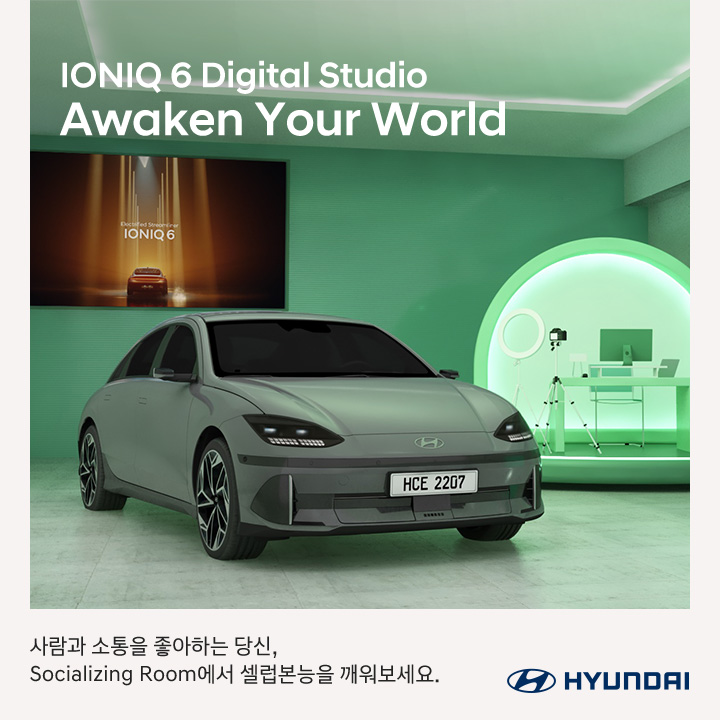 IONIQ 6 Digital Studio
Awaken Your World
Electrified Streamliner
IONIQ 6
HCE 2207
사람과 소통을 좋아하는 당신,
Socializing Room에서 셀럽본능을 깨워보세요.
HYUNDAI